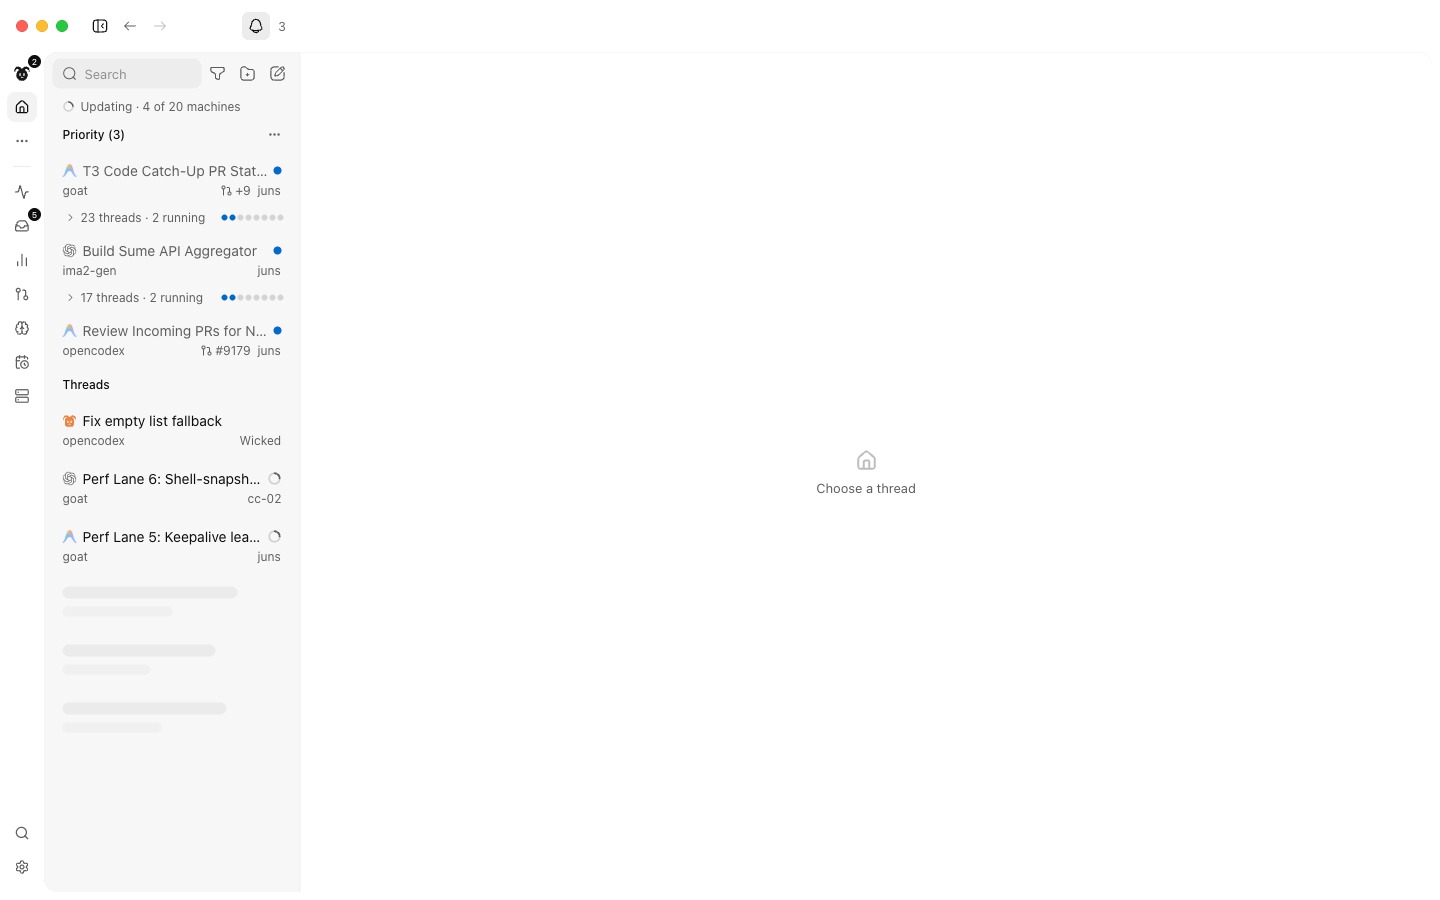 3
2
Search
Updating · 4 of 20 machines
Priority (3)
T3 Code Catch-Up PR Stat...
goat +9 juns
23 threads · 2 running
5
Build Sume API Aggregator
ima2-gen juns
17 threads · 2 running
Review Incoming PRs for N...
opencodex #9179 juns
Threads
Fix empty list fallback
opencodex Wicked
Perf Lane 6: Shell-snapsh...
goat cc-02
Perf Lane 5: Keepalive lea...
goat juns
Choose a thread